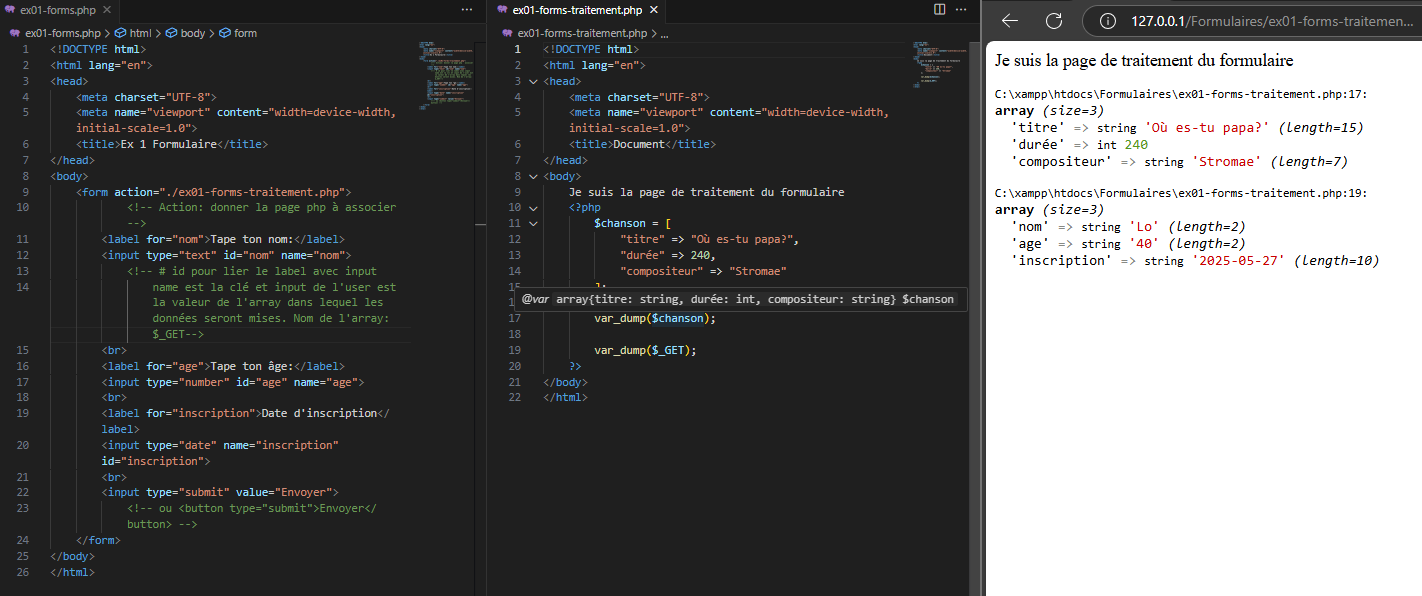 ex01-forms.php
ex01-forms.php > html > body > form
1 <!DOCTYPE html>
2 <html lang="en">
3 <head>
4 <meta charset="UTF-8">
5 <meta name="viewport" content="width=device-width,
initial-scale=1.0">
6 <title>Ex 1 Formulaire</title>
7 </head>
8 <body>
9 <form action="./ex01-forms-traitement.php">
10 <!-- Action: donner la page php à associer
-->
11 <label for="nom">Tape ton nom:</label>
12 <input type="text" id="nom" name="nom">
13 <!-- # id pour lier le label avec input
14 name est la clé et input de l'user est
la valeur de l'array dans lequel les
données seront mises. Nom de l'array:
$_GET-->
15 <br>
16 <label for="age">Tape ton âge:</label>
17 <input type="number" id="age" name="age">
18 <br>
19 <label for="inscription">Date d'inscription</
label>
20 <input type="date" name="inscription"
id="inscription">
21 <br>
22 <input type="submit" value="Envoyer">
23 <!-- ou <button type="submit">Envoyer</
button> -->
24 </form>
25 </body>
26 </html>
ex01-forms-traitement.php
ex01-forms-traitement.php > ...
1 <!DOCTYPE html>
2 <html lang="en">
3 <head>
4 <meta charset="UTF-8">
5 <meta name="viewport" content="width=device-width,
initial-scale=1.0">
6 <title>Document</title>
7 </head>
8 <body>
9 Je suis la page de traitement du formulaire
10 <?php
11 $chanson = [
12 "titre" => "Où es-tu papa?",
13 "durée" => 240,
14 "compositeur" => "Stromae"
@var array{titre: string, durée: int, compositeur: string} $chanson
17 var_dump($chanson);
18
19 var_dump($_GET);
20 ?>
21 </body>
22 </html>
127.0.0.1/Formulaires/ex01-forms-traitemen...
Je suis la page de traitement du formulaire
C:\xampp\htdocs\Formulaires\ex01-forms-traitement.php:17:
array (size=3)
'titre' => string 'Où es-tu papa?' (length=15)
'durée' => int 240
'compositeur' => string 'Stromae' (length=7)
C:\xampp\htdocs\Formulaires\ex01-forms-traitement.php:19:
array (size=3)
'nom' => string 'Lo' (length=2)
'age' => string '40' (length=2)
'inscription' => string '2025-05-27' (length=10)